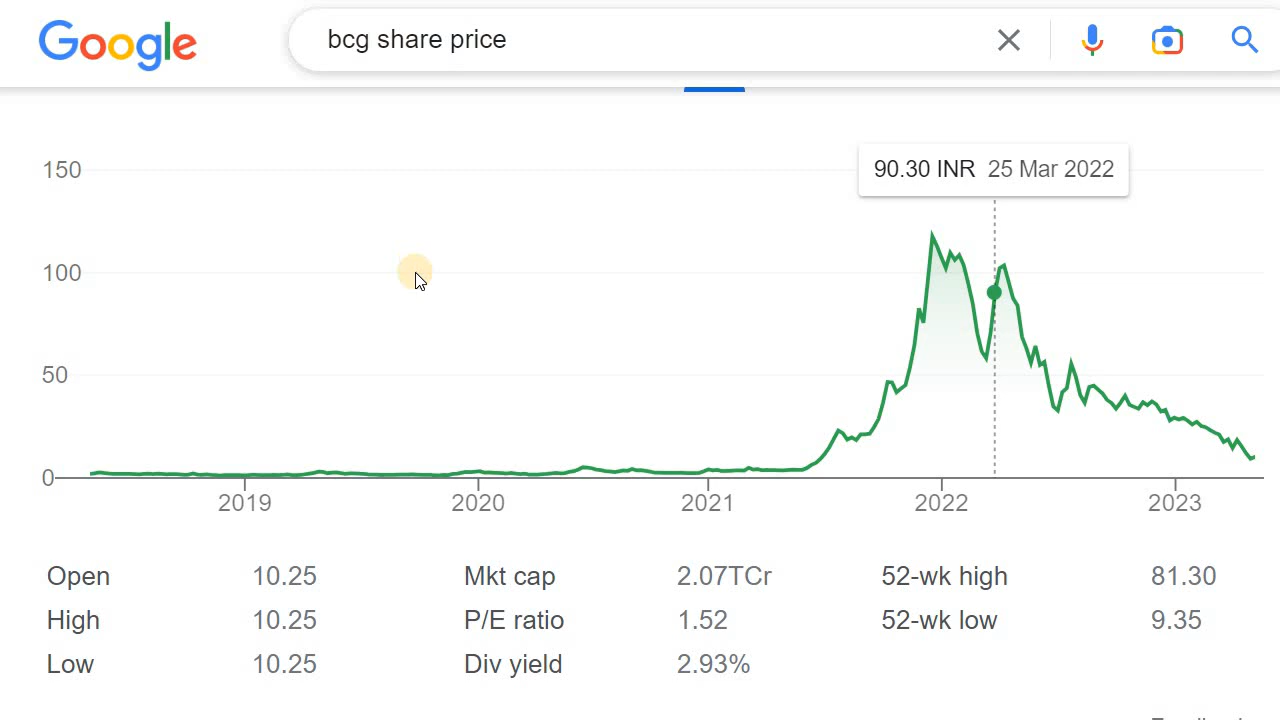 Google
bcg share price
150
90.30 INR 25 Mar 2022
100
50
0
2019 2020 2021 2022 2023
Open 10.25 Mkt cap 2.07TCr 52-wk high 81.30
High 10.25 P/E ratio 1.52 52-wk low 9.35
Low 10.25 Div yield 2.93%